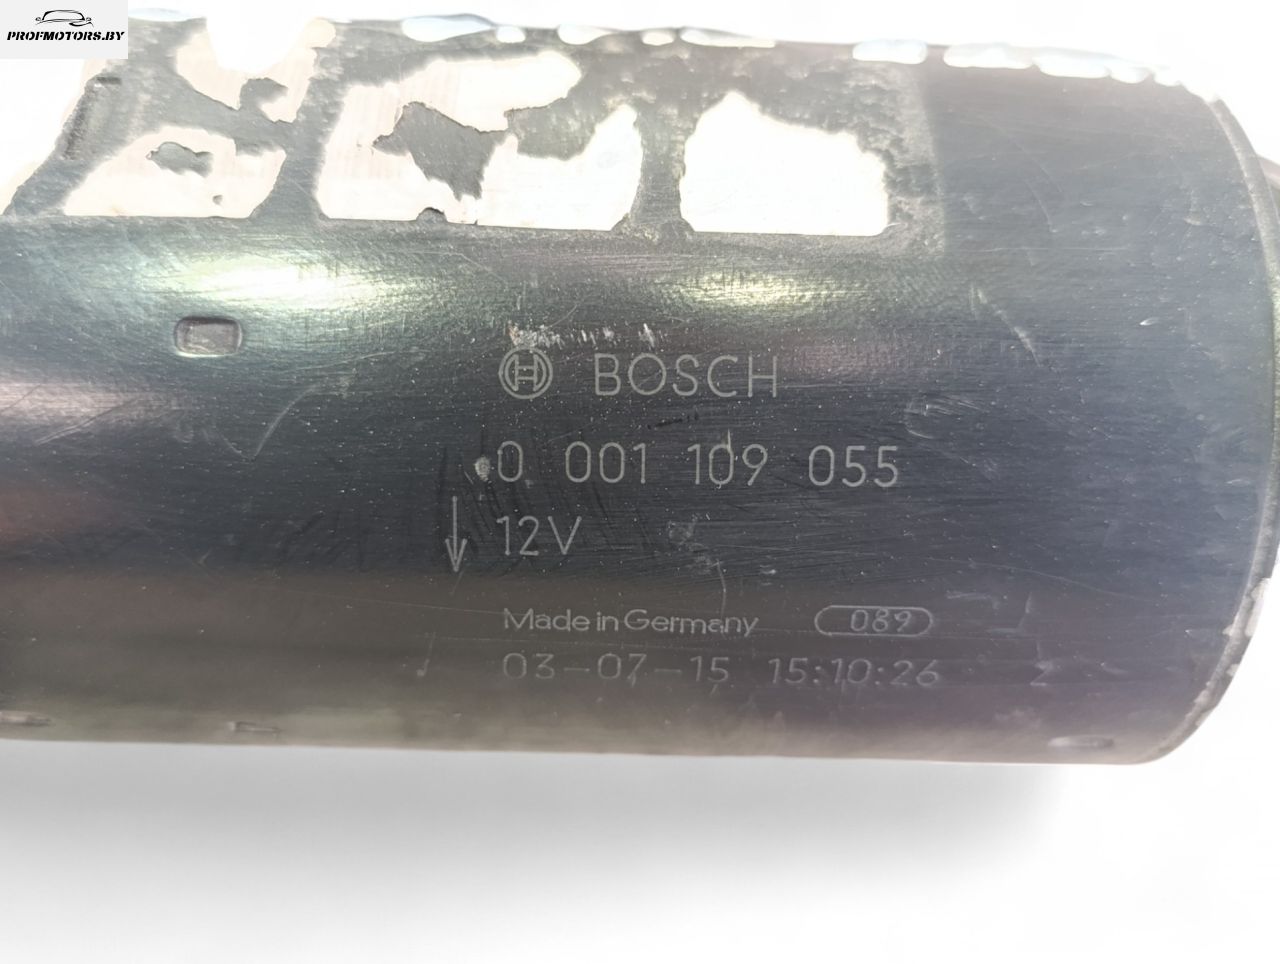 PROFMOTORS.BY
BOSCH
0 001 109 055
12V
Made in Germany 089
03-07-15 15:10:26